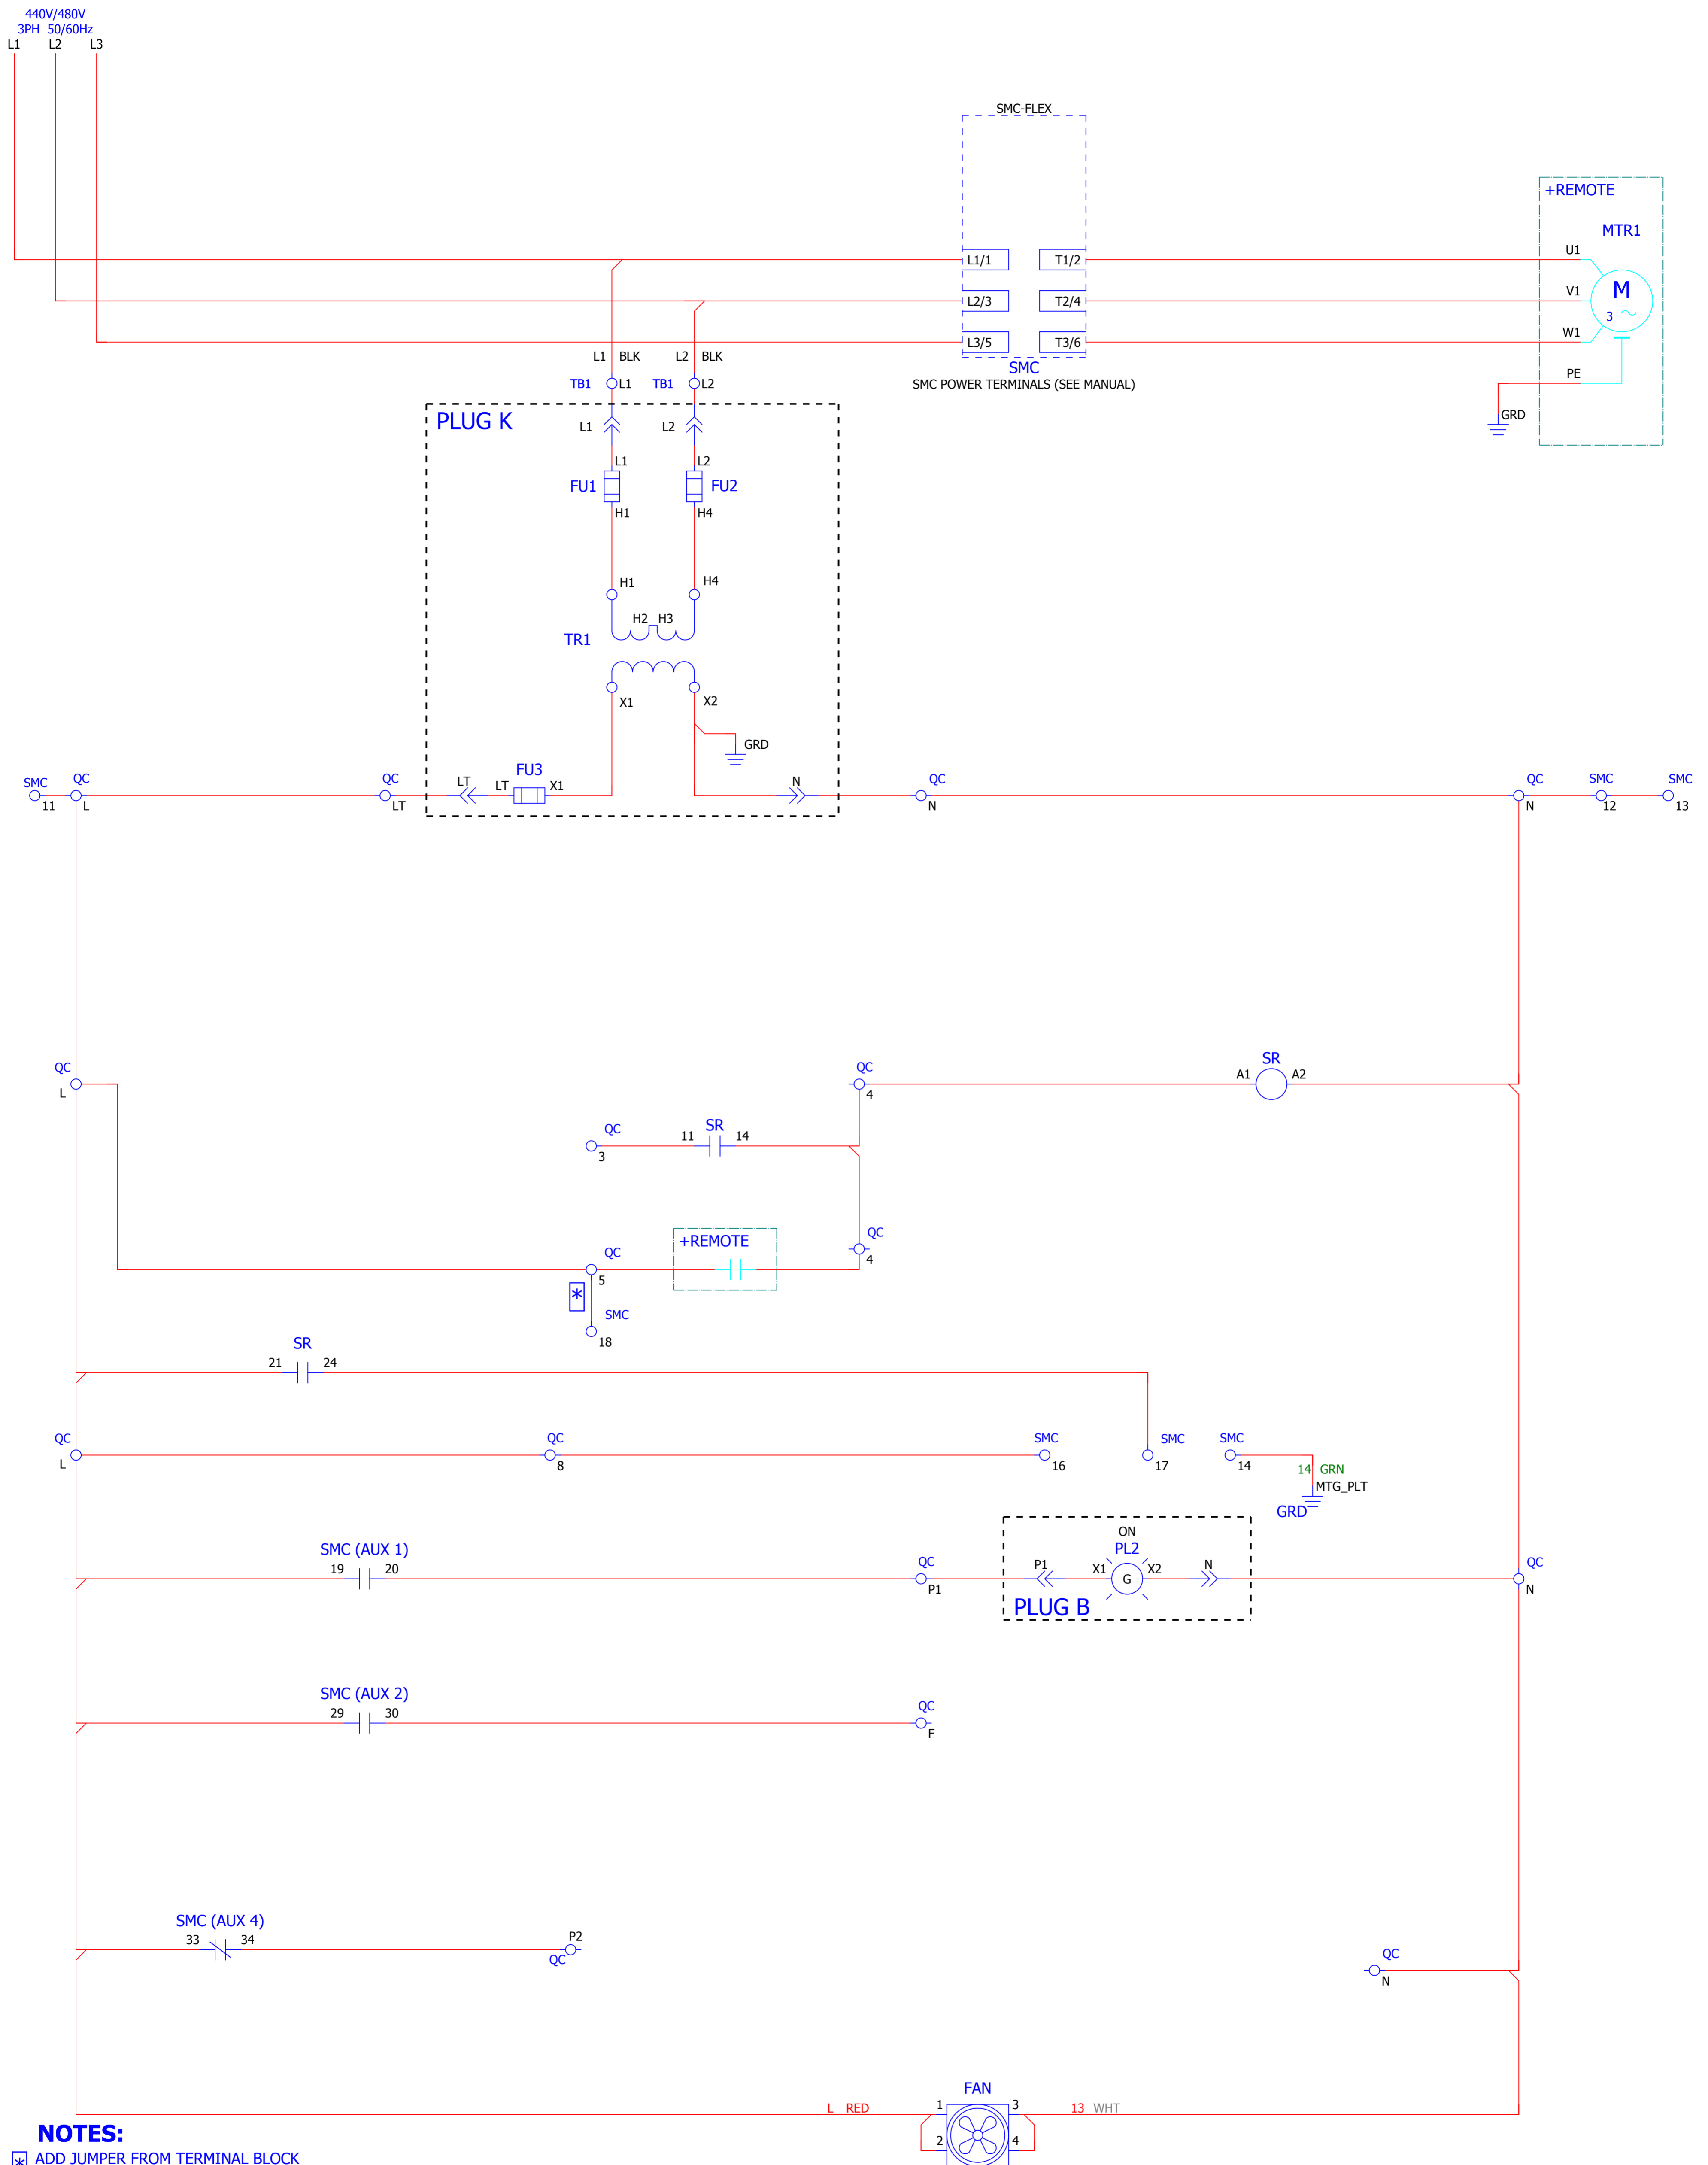 440V/480V
3PH 50/60Hz
L1 L2 L3
SMC-FLEX
+REMOTE
MTR1
U1
L1/1 T1/2
M
3
V1
L2/3 T2/4
W1
L3/5 T3/6
L1 BLK L2 BLK
SMC
SMC POWER TERMINALS (SEE MANUAL)
PE
TB1 L1 TB1 L2
GRD
PLUG K
L1 L2
L1 L2
FU1 FU2
H1 H4
H1 H4
H2 H3
TR1
X1 X2
GRD
FU3
SMC QC QC LT LT X1 N QC QC SMC SMC
11 L LT N N 12 13
QC QC SR
A1 A2
L 4
QC SR
11 14
3
QC
+REMOTE
4
QC
5
*
SMC
18
SR
21 24
QC QC SMC SMC SMC
L 8 16 17 14
14 GRN
MTG_PLT
GRD
ON
PL2
SMC (AUX 1)
19 20 QC P1 X1 G X2 N QC
P1 N
PLUG B
SMC (AUX 2)
29 30 QC
F
SMC (AUX 4)
33 34 P2
QC
QC
N
FAN
L RED 1 3 13 WHT
2 4
NOTES:
* ADD JUMPER FROM TERMINAL BLOCK